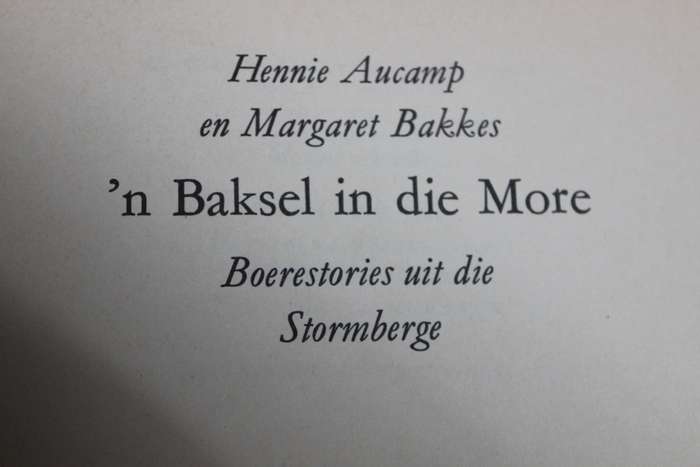 Hennie Aucamp
en Margaret Bakkes
’n Baksel in die More
Boerestories uit die
Stormberge